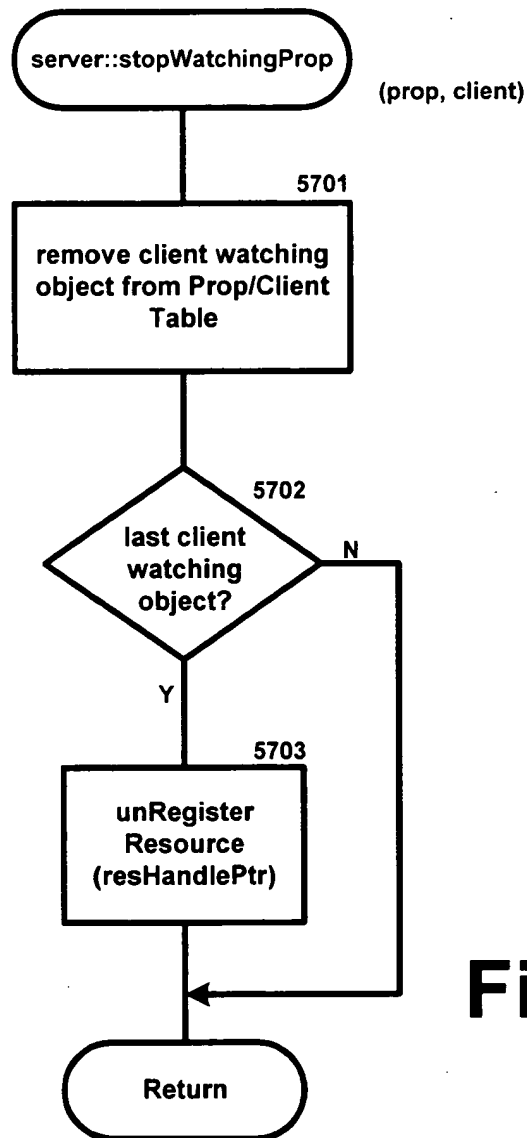 server::stopWatchingProp
(prop, client)
5701
remove client watching
object from Prop/Client
Table
5702
last client
watching
object?
N
Y
5703
unRegister
Resource
(resHandlePtr)
Return